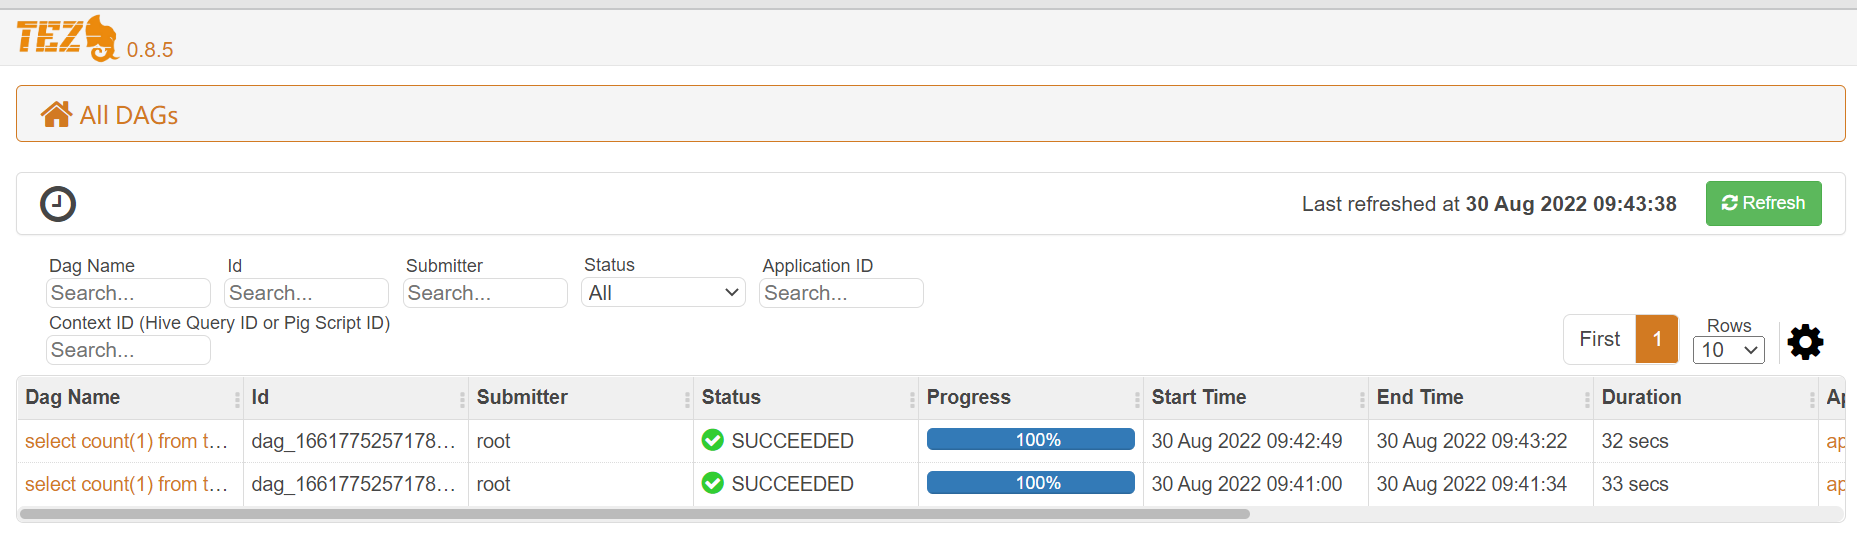 TEZ 0.8.5
All DAGs
Last refreshed at 30 Aug 2022 09:43:38 Refresh
Dag Name Id Submitter Status Application ID
Search... Search... Search... All Search...
Context ID (Hive Query ID or Pig Script ID)
Search...
First 1 Rows 10
Dag Name Id Submitter Status Progress Start Time End Time Duration Ap
select count(1) from t... dag_1661775257178... root SUCCEEDED 100% 30 Aug 2022 09:42:49 30 Aug 2022 09:43:22 32 secs ap
select count(1) from t... dag_1661775257178... root SUCCEEDED 100% 30 Aug 2022 09:41:00 30 Aug 2022 09:41:34 33 secs ap